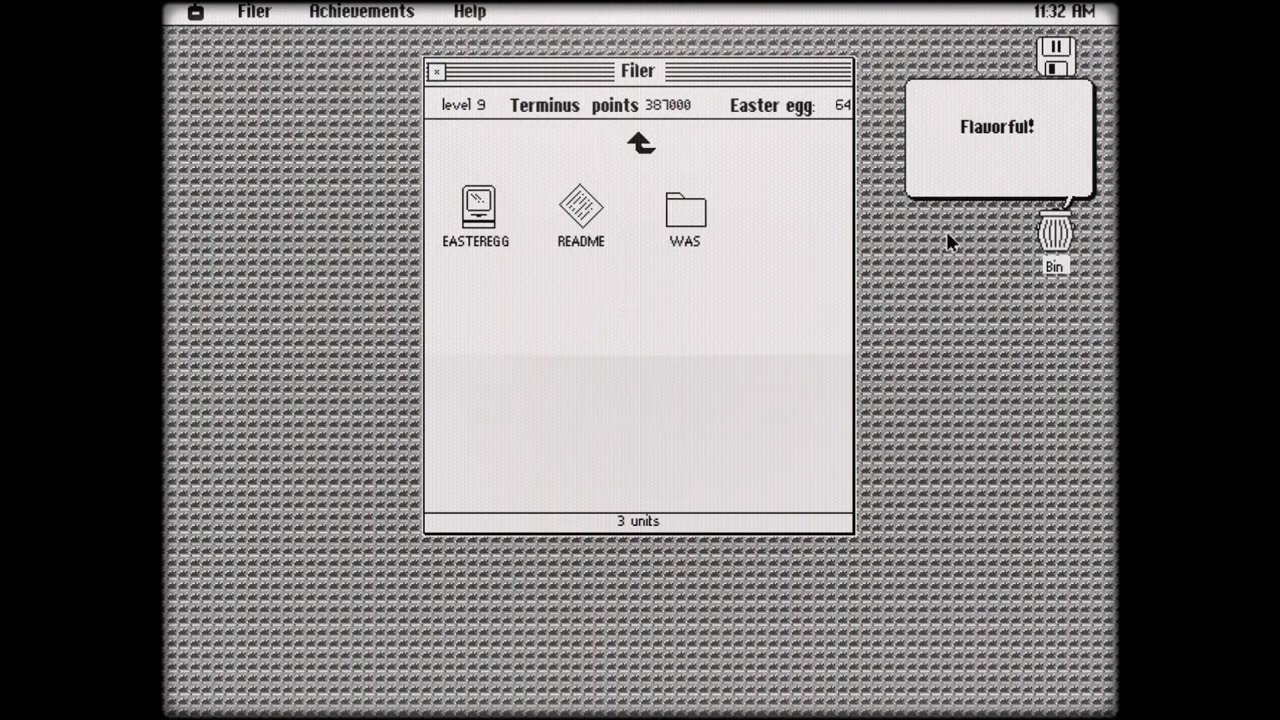 Filer Achievements Help 11:32 AM
Filer
level 9 Terminus points 387000 Easter egg: 64
Flavorful!
EASTEREGG README WAS
Bin
3 units